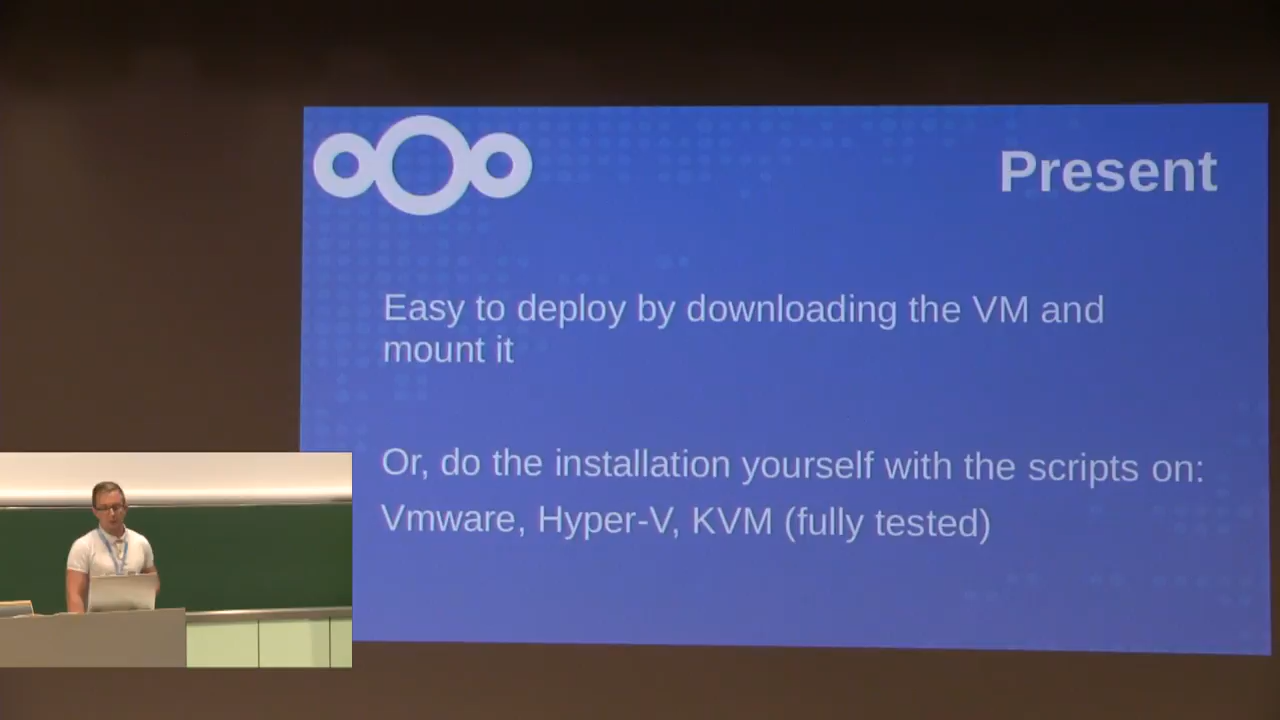 Present
Easy to deploy by downloading the VM and
mount it
Or, do the installation yourself with the scripts on:
Vmware, Hyper-V, KVM (fully tested)